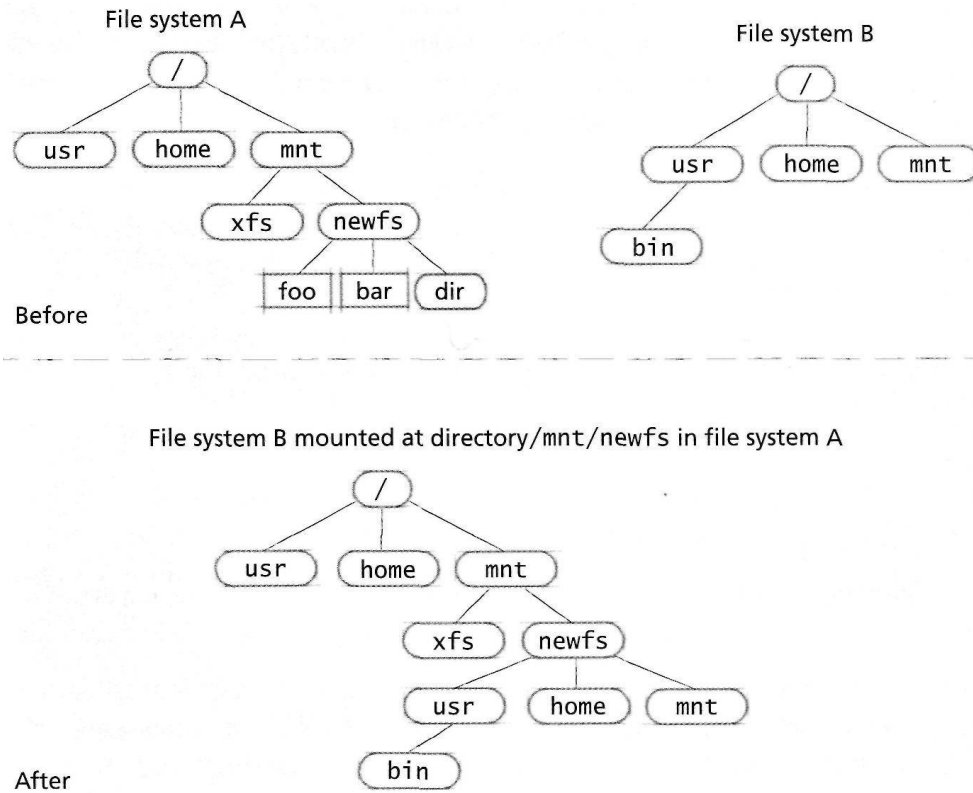 File system A
File system B
/
/
usr home mnt
usr home mnt
xfs newfs
bin
foo bar dir
Before
File system B mounted at directory/mnt/newfs in file system A
/
usr home mnt
xfs newfs
usr home mnt
bin
After